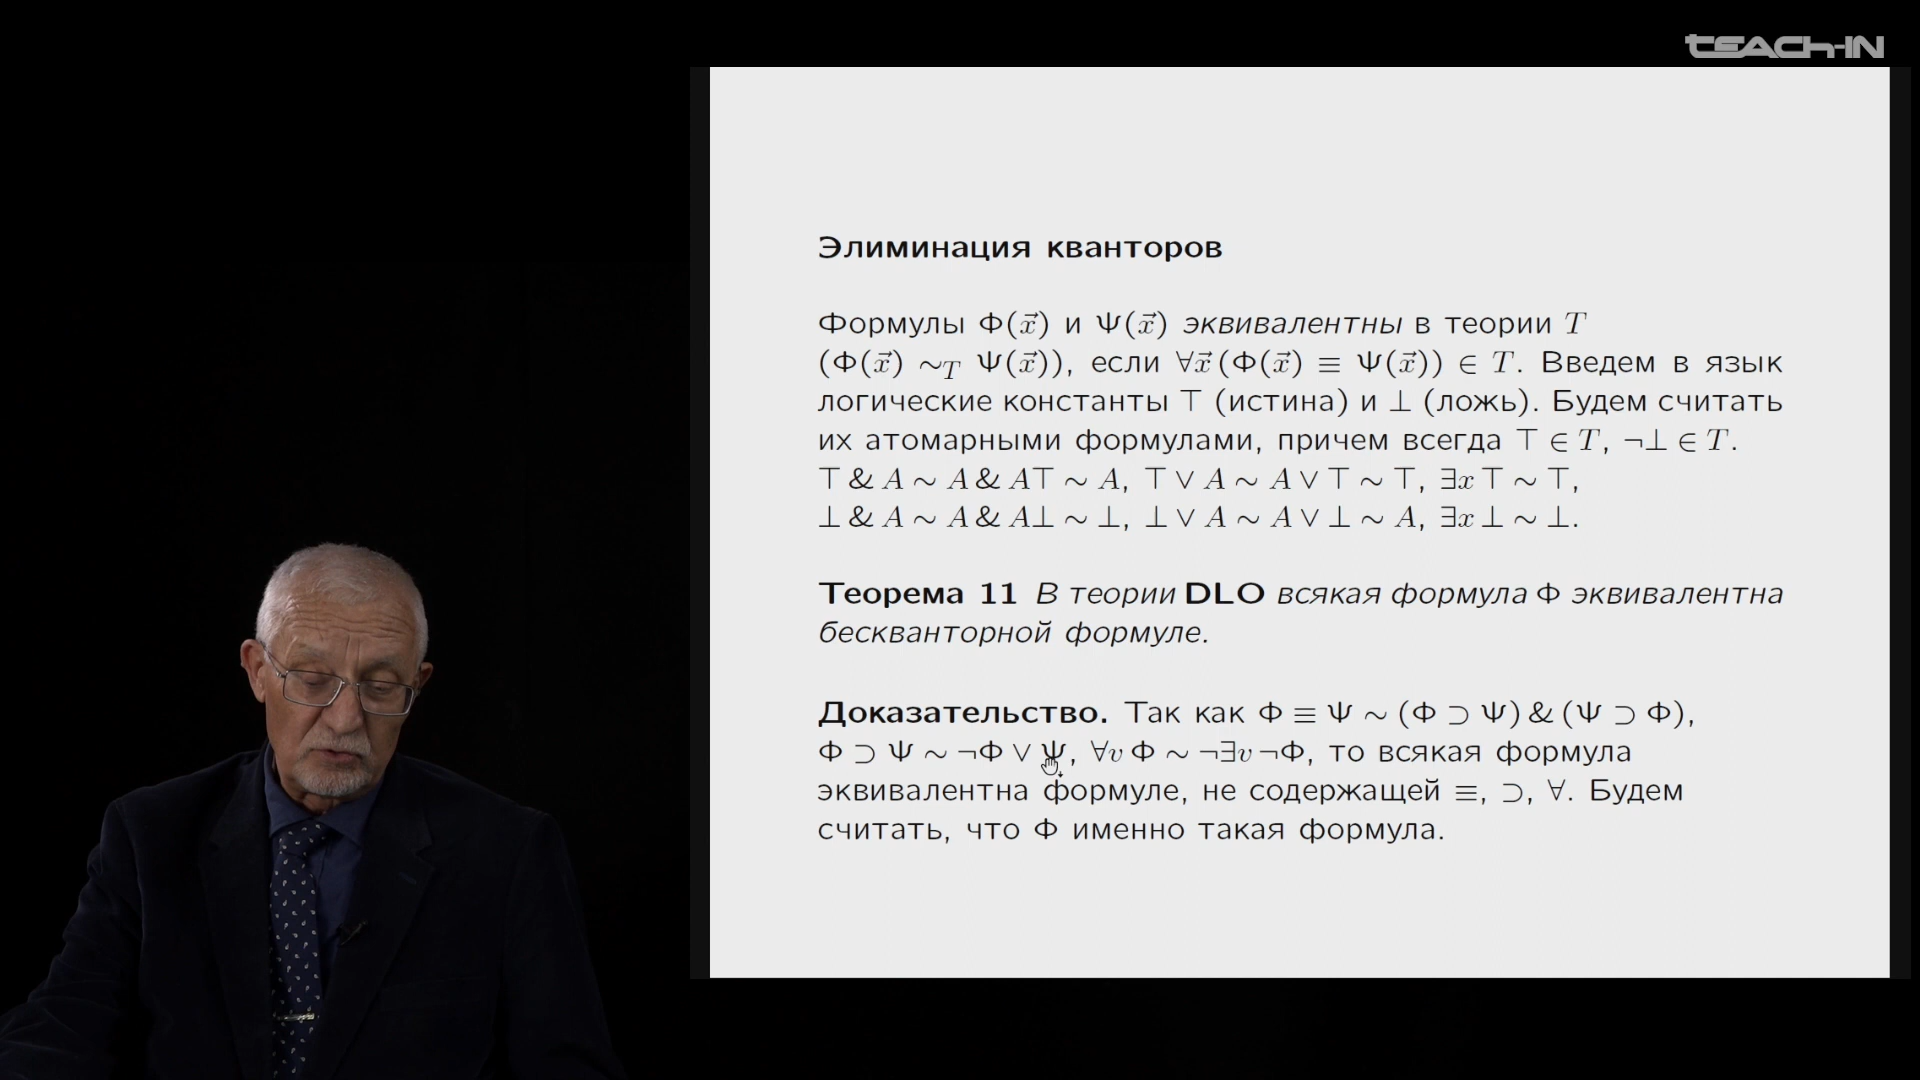 TEACH-IN
Элиминация кванторов
Формулы Φ(x⃗) и Ψ(x⃗) эквивалентны в теории T
(Φ(x⃗) ∼_T Ψ(x⃗)), если ∀x⃗ (Φ(x⃗) ≡ Ψ(x⃗)) ∈ T. Введем в язык
логические константы ⊤ (истина) и ⊥ (ложь). Будем считать
их атомарными формулами, причем всегда ⊤ ∈ T, ¬⊥ ∈ T.
⊤ & A ∼ A & A⊤ ∼ A, ⊤ ∨ A ∼ A ∨ ⊤ ∼ ⊤, ∃x ⊤ ∼ ⊤,
⊥ & A ∼ A & A⊥ ∼ ⊥, ⊥ ∨ A ∼ A ∨ ⊥ ∼ A, ∃x ⊥ ∼ ⊥.
Теорема 11 В теории DLO всякая формула Φ эквивалентна
бескванторной формуле.
Доказательство. Так как Φ ≡ Ψ ∼ (Φ ⊃ Ψ) & (Ψ ⊃ Φ),
Φ ⊃ Ψ ∼ ¬Φ ∨ Ψ, ∀v Φ ∼ ¬∃v ¬Φ, то всякая формула
эквивалентна формуле, не содержащей ≡, ⊃, ∀. Будем
считать, что Φ именно такая формула.